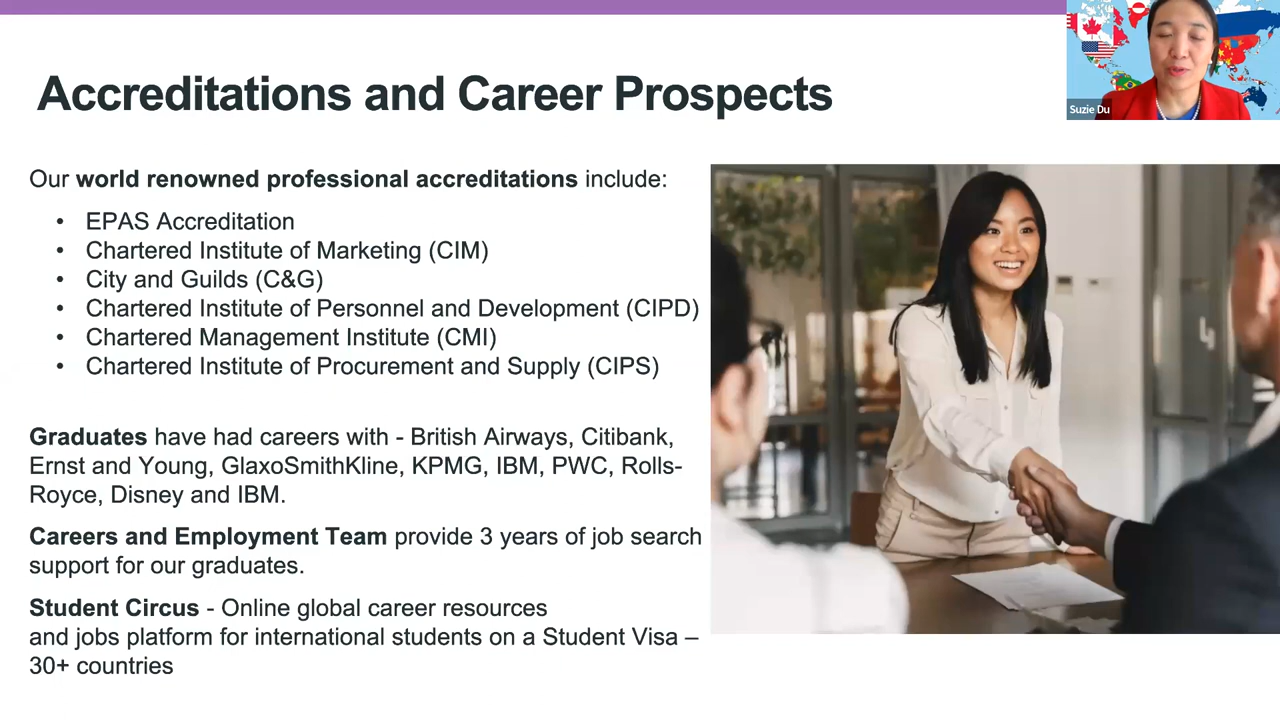 Accreditations and Career Prospects
Suzie Du
Our world renowned professional accreditations include:
• EPAS Accreditation
• Chartered Institute of Marketing (CIM)
• City and Guilds (C&G)
• Chartered Institute of Personnel and Development (CIPD)
• Chartered Management Institute (CMI)
• Chartered Institute of Procurement and Supply (CIPS)
Graduates have had careers with - British Airways, Citibank,
Ernst and Young, GlaxoSmithKline, KPMG, IBM, PWC, Rolls-
Royce, Disney and IBM.
Careers and Employment Team provide 3 years of job search
support for our graduates.
Student Circus - Online global career resources
and jobs platform for international students on a Student Visa –
30+ countries